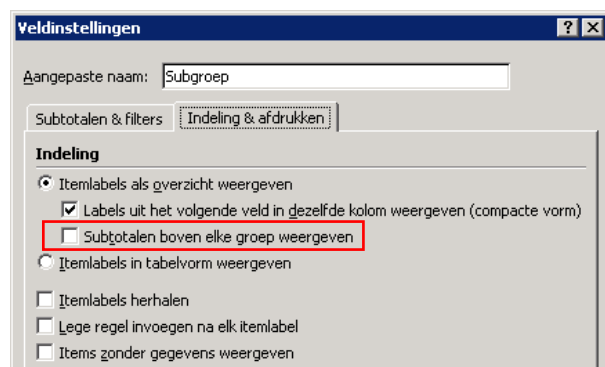 Veldinstellingen
Aangepaste naam: Subgroep
Subtotalen & filters Indeling & afdrukken
Indeling
Itemlabels als overzicht weergeven
Labels uit het volgende veld in dezelfde kolom weergeven (compacte vorm)
Subtotalen boven elke groep weergeven
Itemlabels in tabelvorm weergeven
Itemlabels herhalen
Lege regel invoegen na elk itemlabel
Items zonder gegevens weergeven